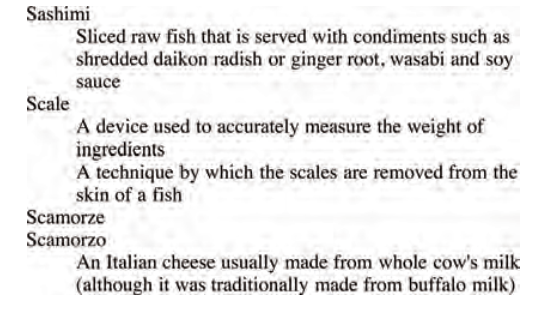 Sashimi
Sliced raw fish that is served with condiments such as
shredded daikon radish or ginger root, wasabi and soy
sauce
Scale
A device used to accurately measure the weight of
ingredients
A technique by which the scales are removed from the
skin of a fish
Scamorze
Scamorzo
An Italian cheese usually made from whole cow's milk
(although it was traditionally made from buffalo milk)